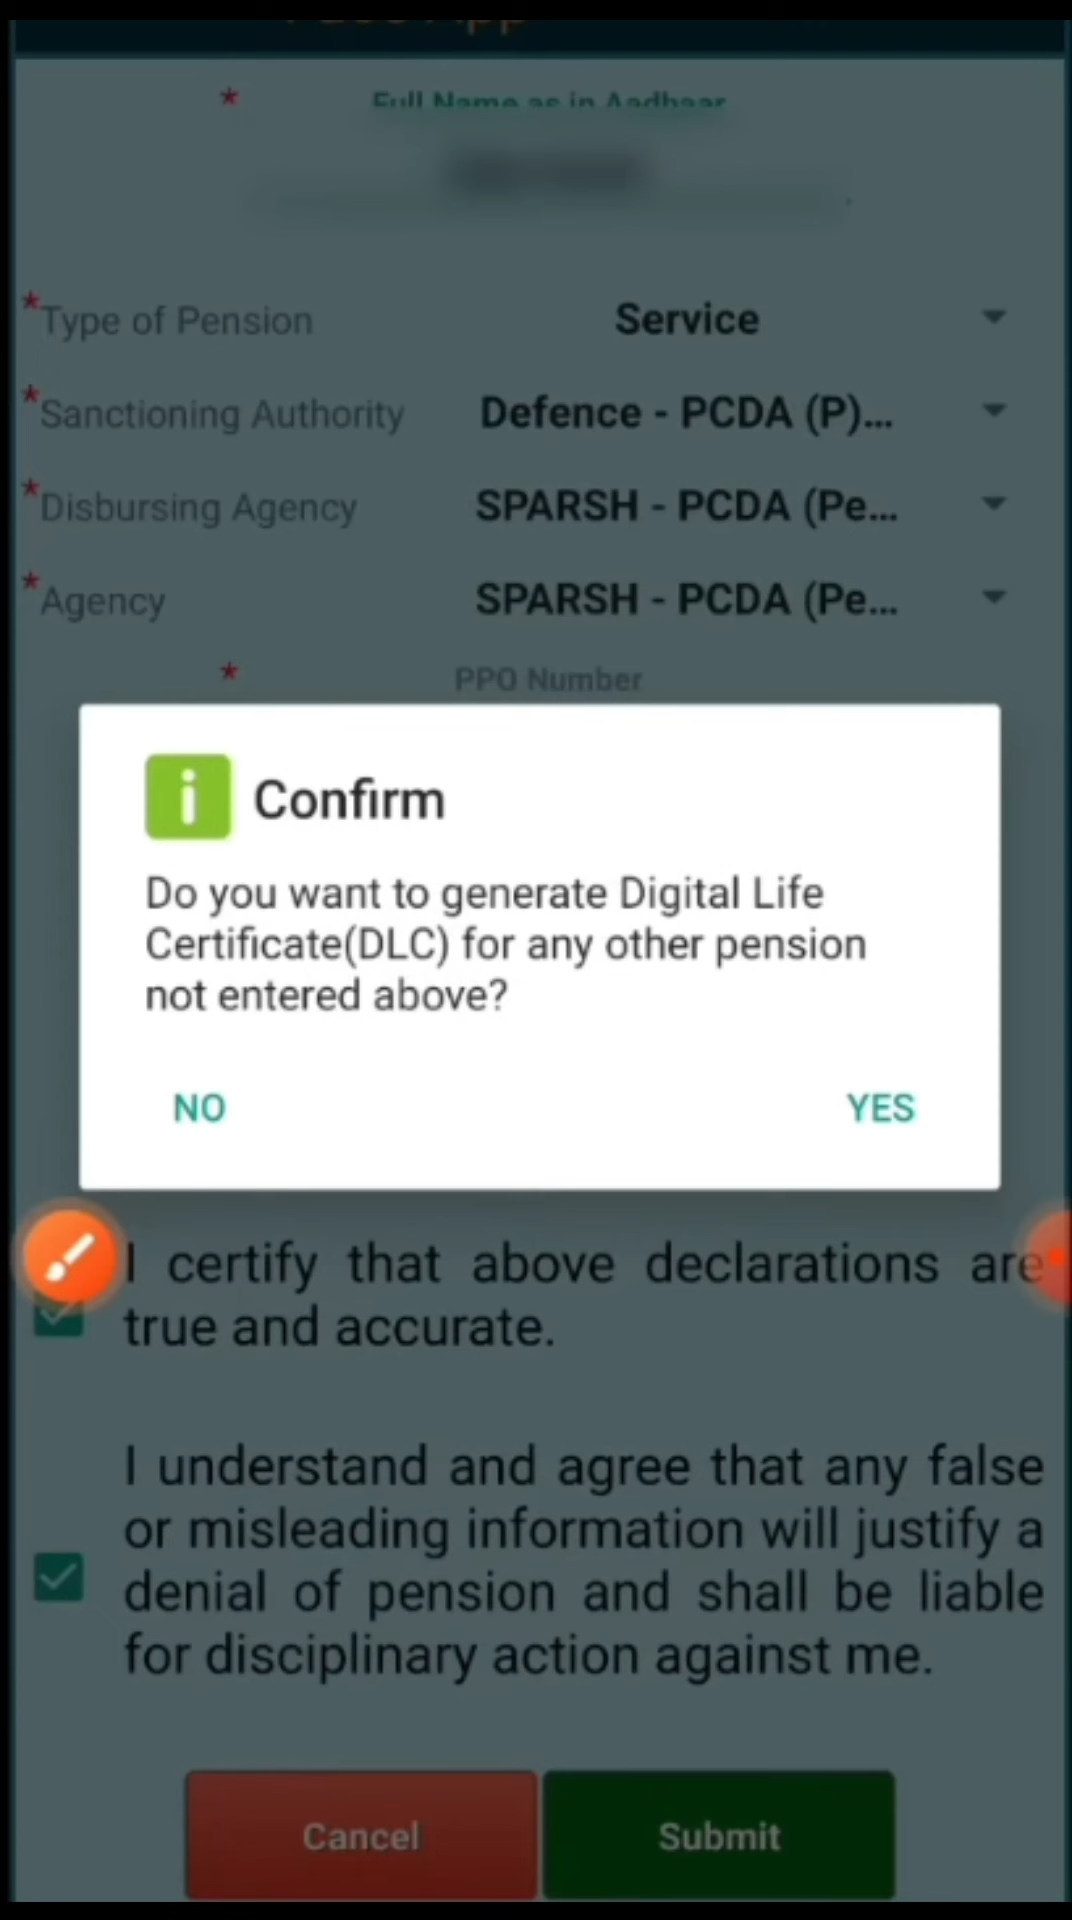 * Full Name as in Aadhaar
*Type of Pension Service
*Sanctioning Authority Defence - PCDA (P)...
*Disbursing Agency SPARSH - PCDA (Pe...
*Agency SPARSH - PCDA (Pe...
* PPO Number
i Confirm
Do you want to generate Digital Life
Certificate(DLC) for any other pension
not entered above?
NO YES
I certify that above declarations are
true and accurate.
I understand and agree that any false
or misleading information will justify a
denial of pension and shall be liable
for disciplinary action against me.
Cancel Submit